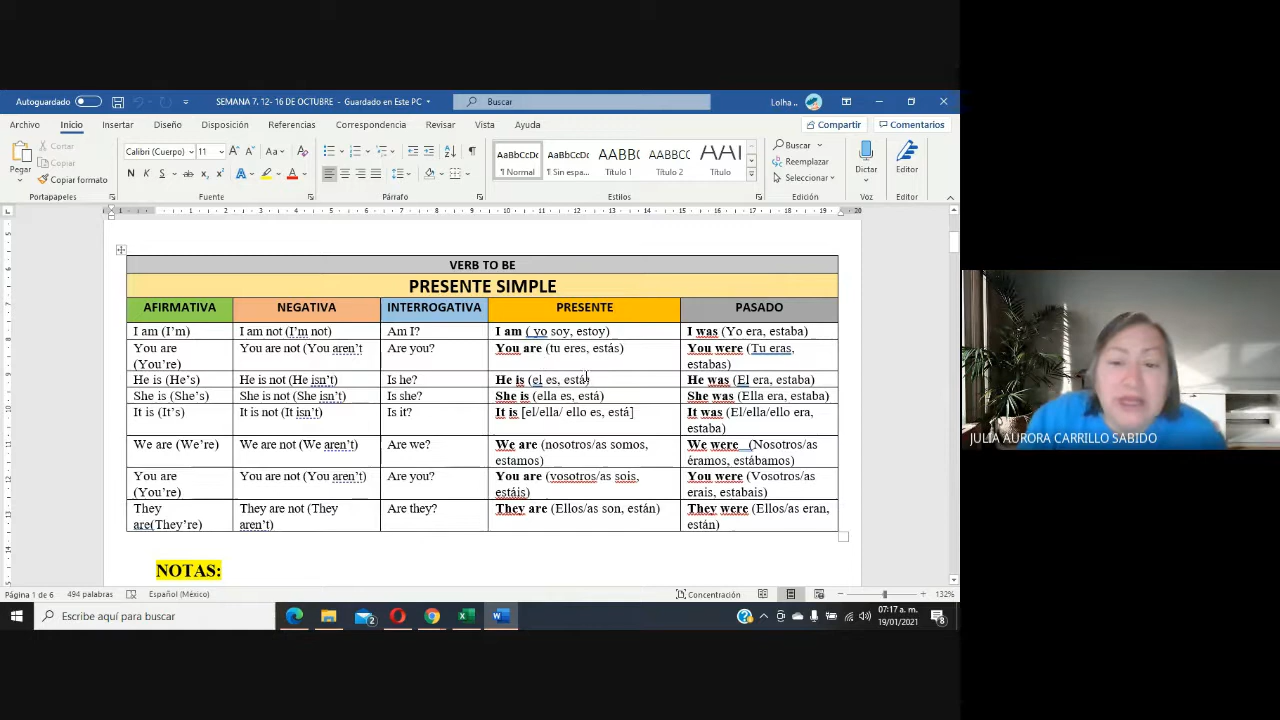 Autoguardado
SEMANA 7. 12- 16 DE OCTUBRE - Guardado en Este PC
Buscar
Lolha ..
Archivo Inicio Insertar Diseño Disposición Referencias Correspondencia Revisar Vista Ayuda
Compartir Comentarios
Pegar
Cortar
Copiar
Copiar formato
Calibri (Cuerpo) 11
N K S
AaBbCcDc AaBbCcDc AABBC AABBCC AAI
¶ Normal ¶ Sin espa... Título 1 Título 2 Título
Buscar
Reemplazar
Seleccionar
Dictar
Editor
Portapapeles Fuente Párrafo Estilos Edición Voz Editor
VERB TO BE
PRESENTE SIMPLE
AFIRMATIVA NEGATIVA INTERROGATIVA PRESENTE PASADO
I am (I'm) I am not (I'm not) Am I? I am ( yo soy, estoy) I was (Yo era, estaba)
You are You are not (You aren't Are you? You are (tu eres, estás) You were (Tu eras,
(You're) estabas)
He is (He's) He is not (He isn't) Is he? He is (el es, está) He was (El era, estaba)
She is (She's) She is not (She isn't) Is she? She is (ella es, está) She was (Ella era, estaba)
It is (It's) It is not (It isn't) Is it? It is [el/ella/ ello es, está] It was (El/ella/ello era,
estaba)
We are (We're) We are not (We aren't) Are we? We are (nosotros/as somos, We were (Nosotros/as
estamos) éramos, estábamos)
You are You are not (You aren't) Are you? You are (vosotros/as sois, You were (Vosotros/as
(You're) estáis) erais, estabais)
They They are not (They Are they? They are (Ellos/as son, están) They were (Ellos/as eran,
are(They're) aren't) están)
NOTAS:
JULIA AURORA CARRILLO SABIDO
Página 1 de 6 494 palabras Español (México) Concentración 132%
Escribe aquí para buscar
07:17 a. m.
19/01/2021